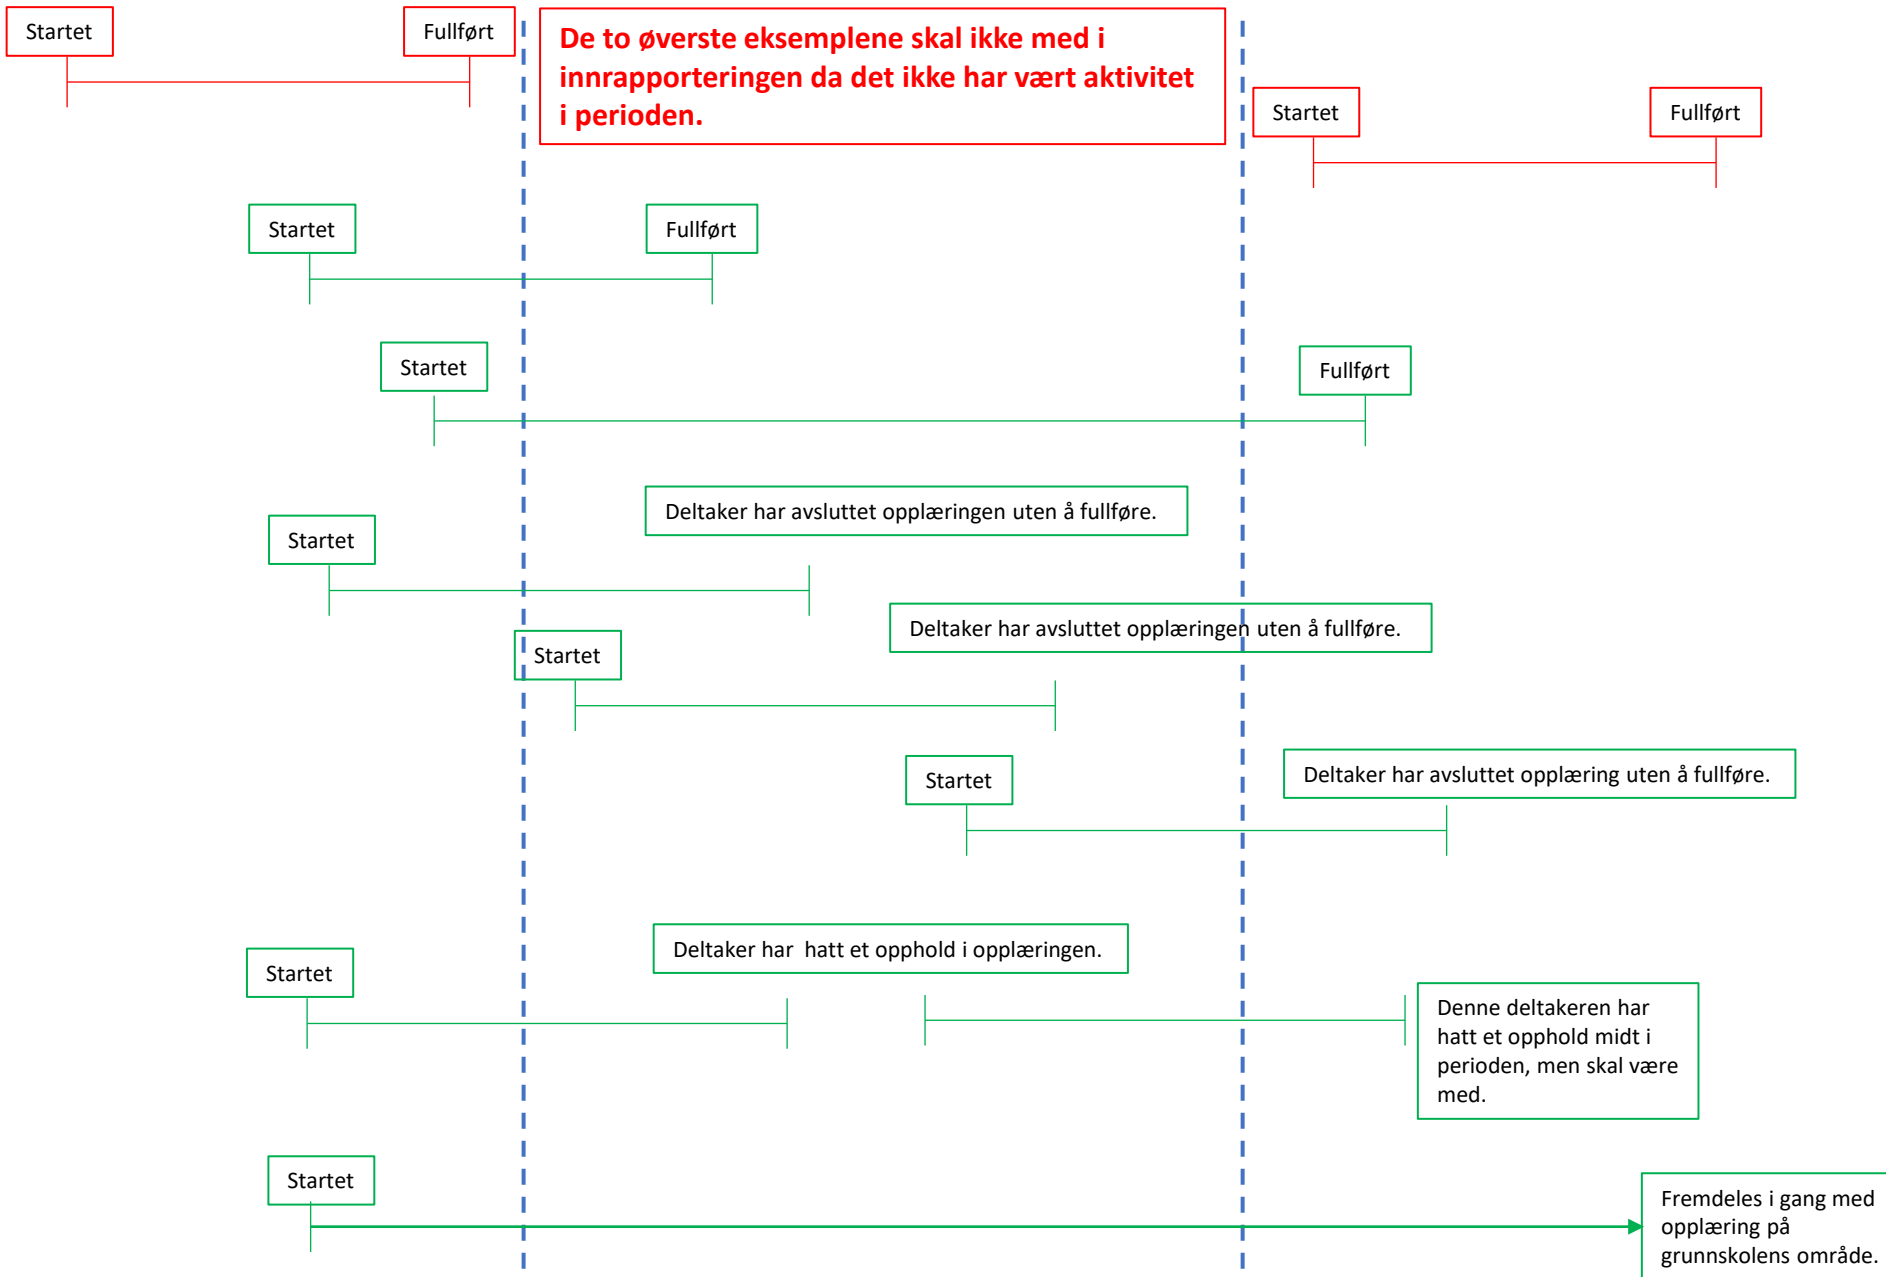 Startet
Fullført
De to øverste eksemplene skal ikke med i
innrapporteringen da det ikke har vært aktivitet
i perioden.
Startet
Fullført
Startet
Fullført
Startet
Fullført
Deltaker har avsluttet opplæringen uten å fullføre.
Startet
Deltaker har avsluttet opplæringen uten å fullføre.
Startet
Startet
Deltaker har avsluttet opplæring uten å fullføre.
Deltaker har  hatt et opphold i opplæringen.
Startet
Denne deltakeren har
hatt et opphold midt i
perioden, men skal være
med.
Startet
Fremdeles i gang med
opplæring på
grunnskolens område.